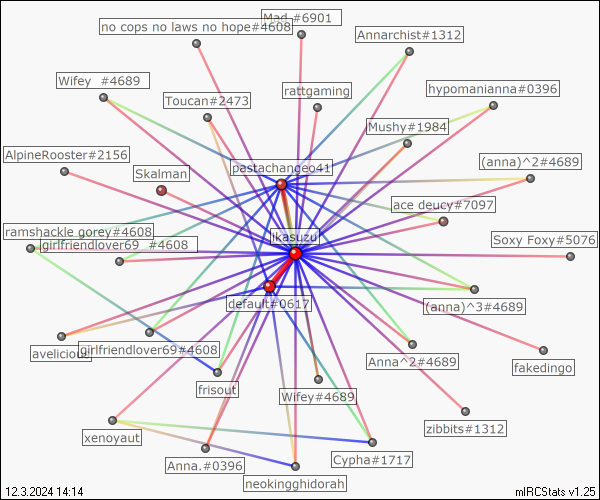 Mad_#6901
no cops no laws no hope#4608
Annarchist#1312
Wifey  #4689
rattgaming
hypomanianna#0396
Toucan#2473
Mushy#1984
AlpineRooster#2156
pastachangeo41
(anna)^2#4689
Skalman
ace deucy#7097
ramshackle gorey#4608
girlfriendlover69  #4608
ikasuzu
Soxy Foxy#5076
default#0617
(anna)^3#4689
avelicious
girlfriendlover69#4608
Anna^2#4689
fakedingo
frisout
Wifey#4689
zibbits#1312
xenoyaut
Cypha#1717
Anna.#0396
neokingghidorah
12.3.2024 14:14
mIRCStats v1.25